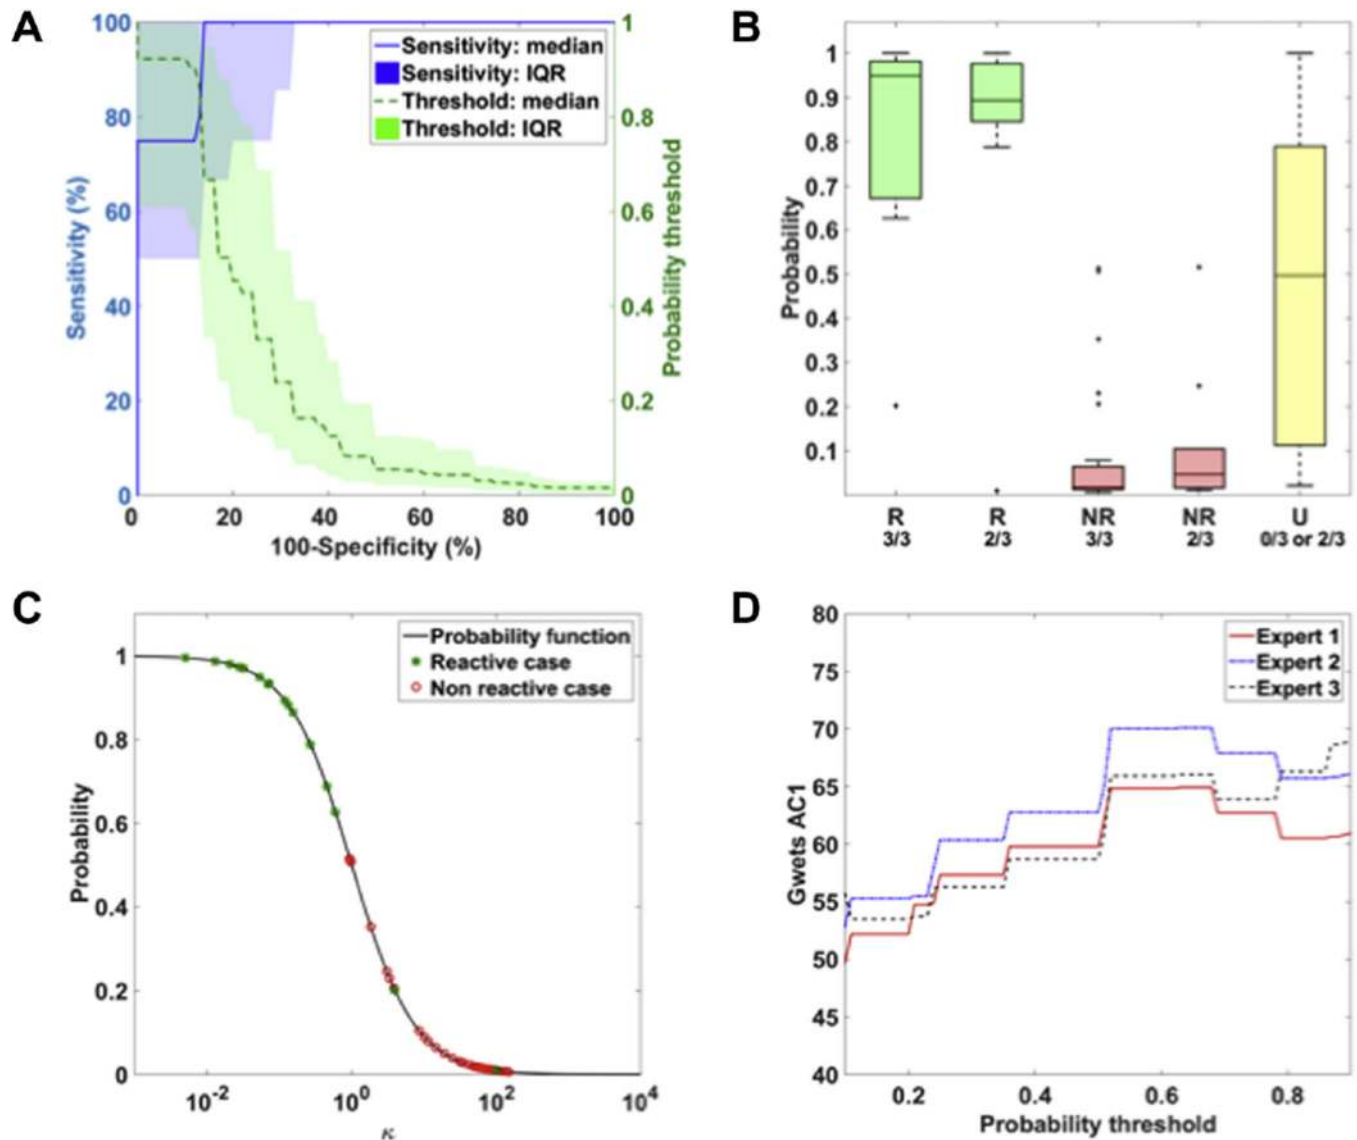 A
100
80
60
40
20
0
Sensitivity (%)
Sensitivity: median
Sensitivity: IQR
Threshold: median
Threshold: IQR
1
0.8
0.6
0.4
0.2
0
Probability threshold
0 20 40 60 80 100
100-Specificity (%)
B
1
0.9
0.8
0.7
0.6
0.5
0.4
0.3
0.2
0.1
Probability
R R NR NR U
3/3 2/3 3/3 2/3 0/3 or 2/3
C
1
0.8
0.6
0.4
0.2
0
Probability
Probability function
Reactive case
Non reactive case
10-2 100 102 104
κ
D
80
75
70
65
60
55
50
45
40
Gwets AC1
Expert 1
Expert 2
Expert 3
0.2 0.4 0.6 0.8
Probability threshold